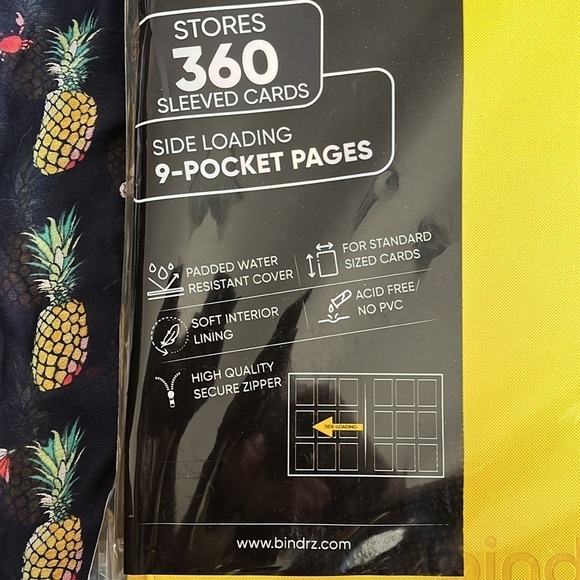 STORES
360
SLEEVED CARDS
SIDE LOADING
9-POCKET PAGES
PADDED WATER
RESISTANT COVER
FOR STANDARD
SIZED CARDS
SOFT INTERIOR
LINING
ACID FREE/
NO PVC
HIGH QUALITY
SECURE ZIPPER
SIDE-LOADING
www.bindrz.com